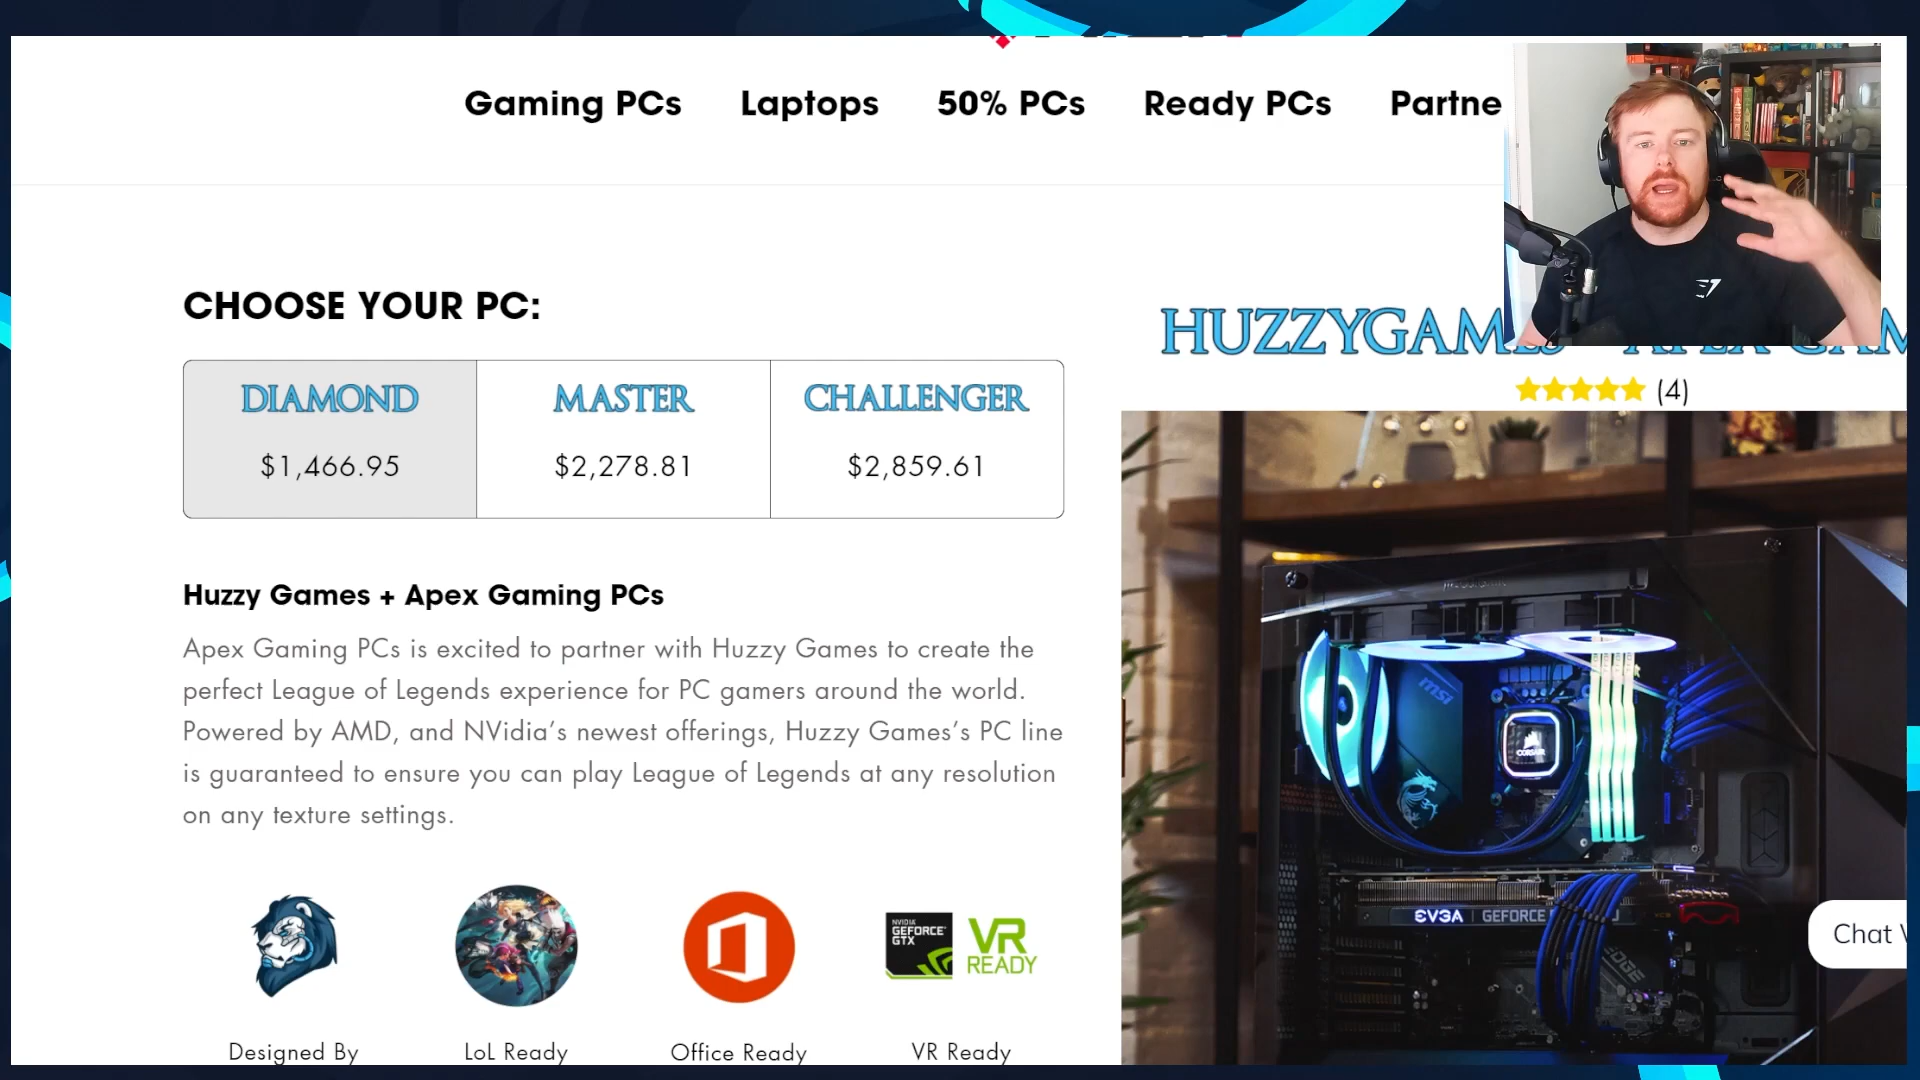 Gaming PCs Laptops 50% PCs Ready PCs Partne
CHOOSE YOUR PC:
DIAMOND MASTER CHALLENGER
$1,466.95 $2,278.81 $2,859.61
HUZZYGAMES APEX GAM
(4)
Huzzy Games + Apex Gaming PCs
Apex Gaming PCs is excited to partner with Huzzy Games to create the
perfect League of Legends experience for PC gamers around the world.
Powered by AMD, and NVidia’s newest offerings, Huzzy Games’s PC line
is guaranteed to ensure you can play League of Legends at any resolution
on any texture settings.
msi
CORSAIR
EVGA GEFORCE
EDGE
NVIDIA
GEFORCE
GTX
VR
READY
Designed By LoL Ready Office Ready VR Ready
Chat